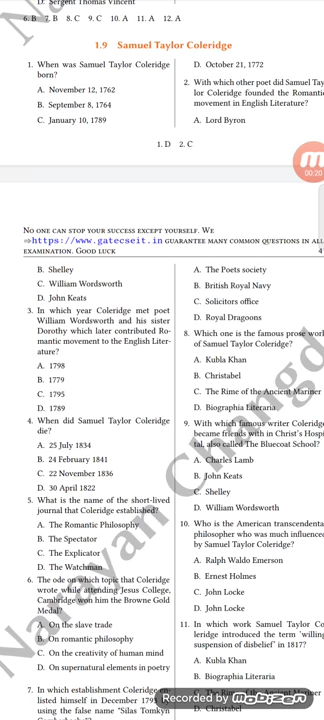 D. Sergent Thomas Vincent
6. B 7. B 8. C 9. C 10. A 11. A 12. A
1.9 Samuel Taylor Coleridge
1. When was Samuel Taylor Coleridge
born?
A. November 12, 1762
B. September 8, 1764
C. January 10, 1789
D. October 21, 1772
2. With which other poet did Samuel Tay
lor Coleridge founded the Romanti
movement in English Literature?
A. Lord Byron
1. D 2. C
00:20
No one can stop your success except yourself. We
⇒https://www.gatecseit.in guarantee many common questions in all
examination. Good luck
4
B. Shelley
C. William Wordsworth
D. John Keats
3. In which year Coleridge met poet
William Wordsworth and his sister
Dorothy which later contributed Ro-
mantic movement to the English Liter-
ature?
A. 1798
B. 1779
C. 1795
D. 1789
4. When did Samuel Taylor Coleridge
die?
A. 25 July 1834
B. 24 February 1841
C. 22 November 1836
D. 30 April 1822
5. What is the name of the short-lived
journal that Coleridge established?
A. The Romantic Philosophy
B. The Spectator
C. The Explicator
D. The Watchman
6. The ode on which topic that Coleridge
wrote while attending Jesus College,
Cambridge won him the Browne Gold
Medal?
A. On the slave trade
B. On romantic philosophy
C. On the creativity of human mind
D. On supernatural elements in poetry
7. In which establishment Coleridge en-
listed himself in December 1793 by
using the false name "Silas Tomkyn
A. The Poets society
B. British Royal Navy
C. Solicitors office
D. Royal Dragoons
8. Which one is the famous prose work
of Samuel Taylor Coleridge?
A. Kubla Khan
B. Christabel
C. The Rime of the Ancient Mariner
D. Biographia Literaria
9. With which famous writer Coleridg
became friends with in Christ's Hospi
tal, also called The Bluecoat School?
A. Charles Lamb
B. John Keats
C. Shelley
D. William Wordsworth
10. Who is the American transcendenta
philosopher who was much influenced
by Samuel Taylor Coleridge?
A. Ralph Waldo Emerson
B. Ernest Holmes
C. John Locke
D. John Locke
11. In which work Samuel Taylor Co
leridge introduced the term 'willing
suspension of disbelief' in 1817?
A. Kubla Khan
B. Biographia Literaria
C. The Rime of the Ancient Mariner
D. Christabel
Narayan Changd
Recorded by MOBIZEN